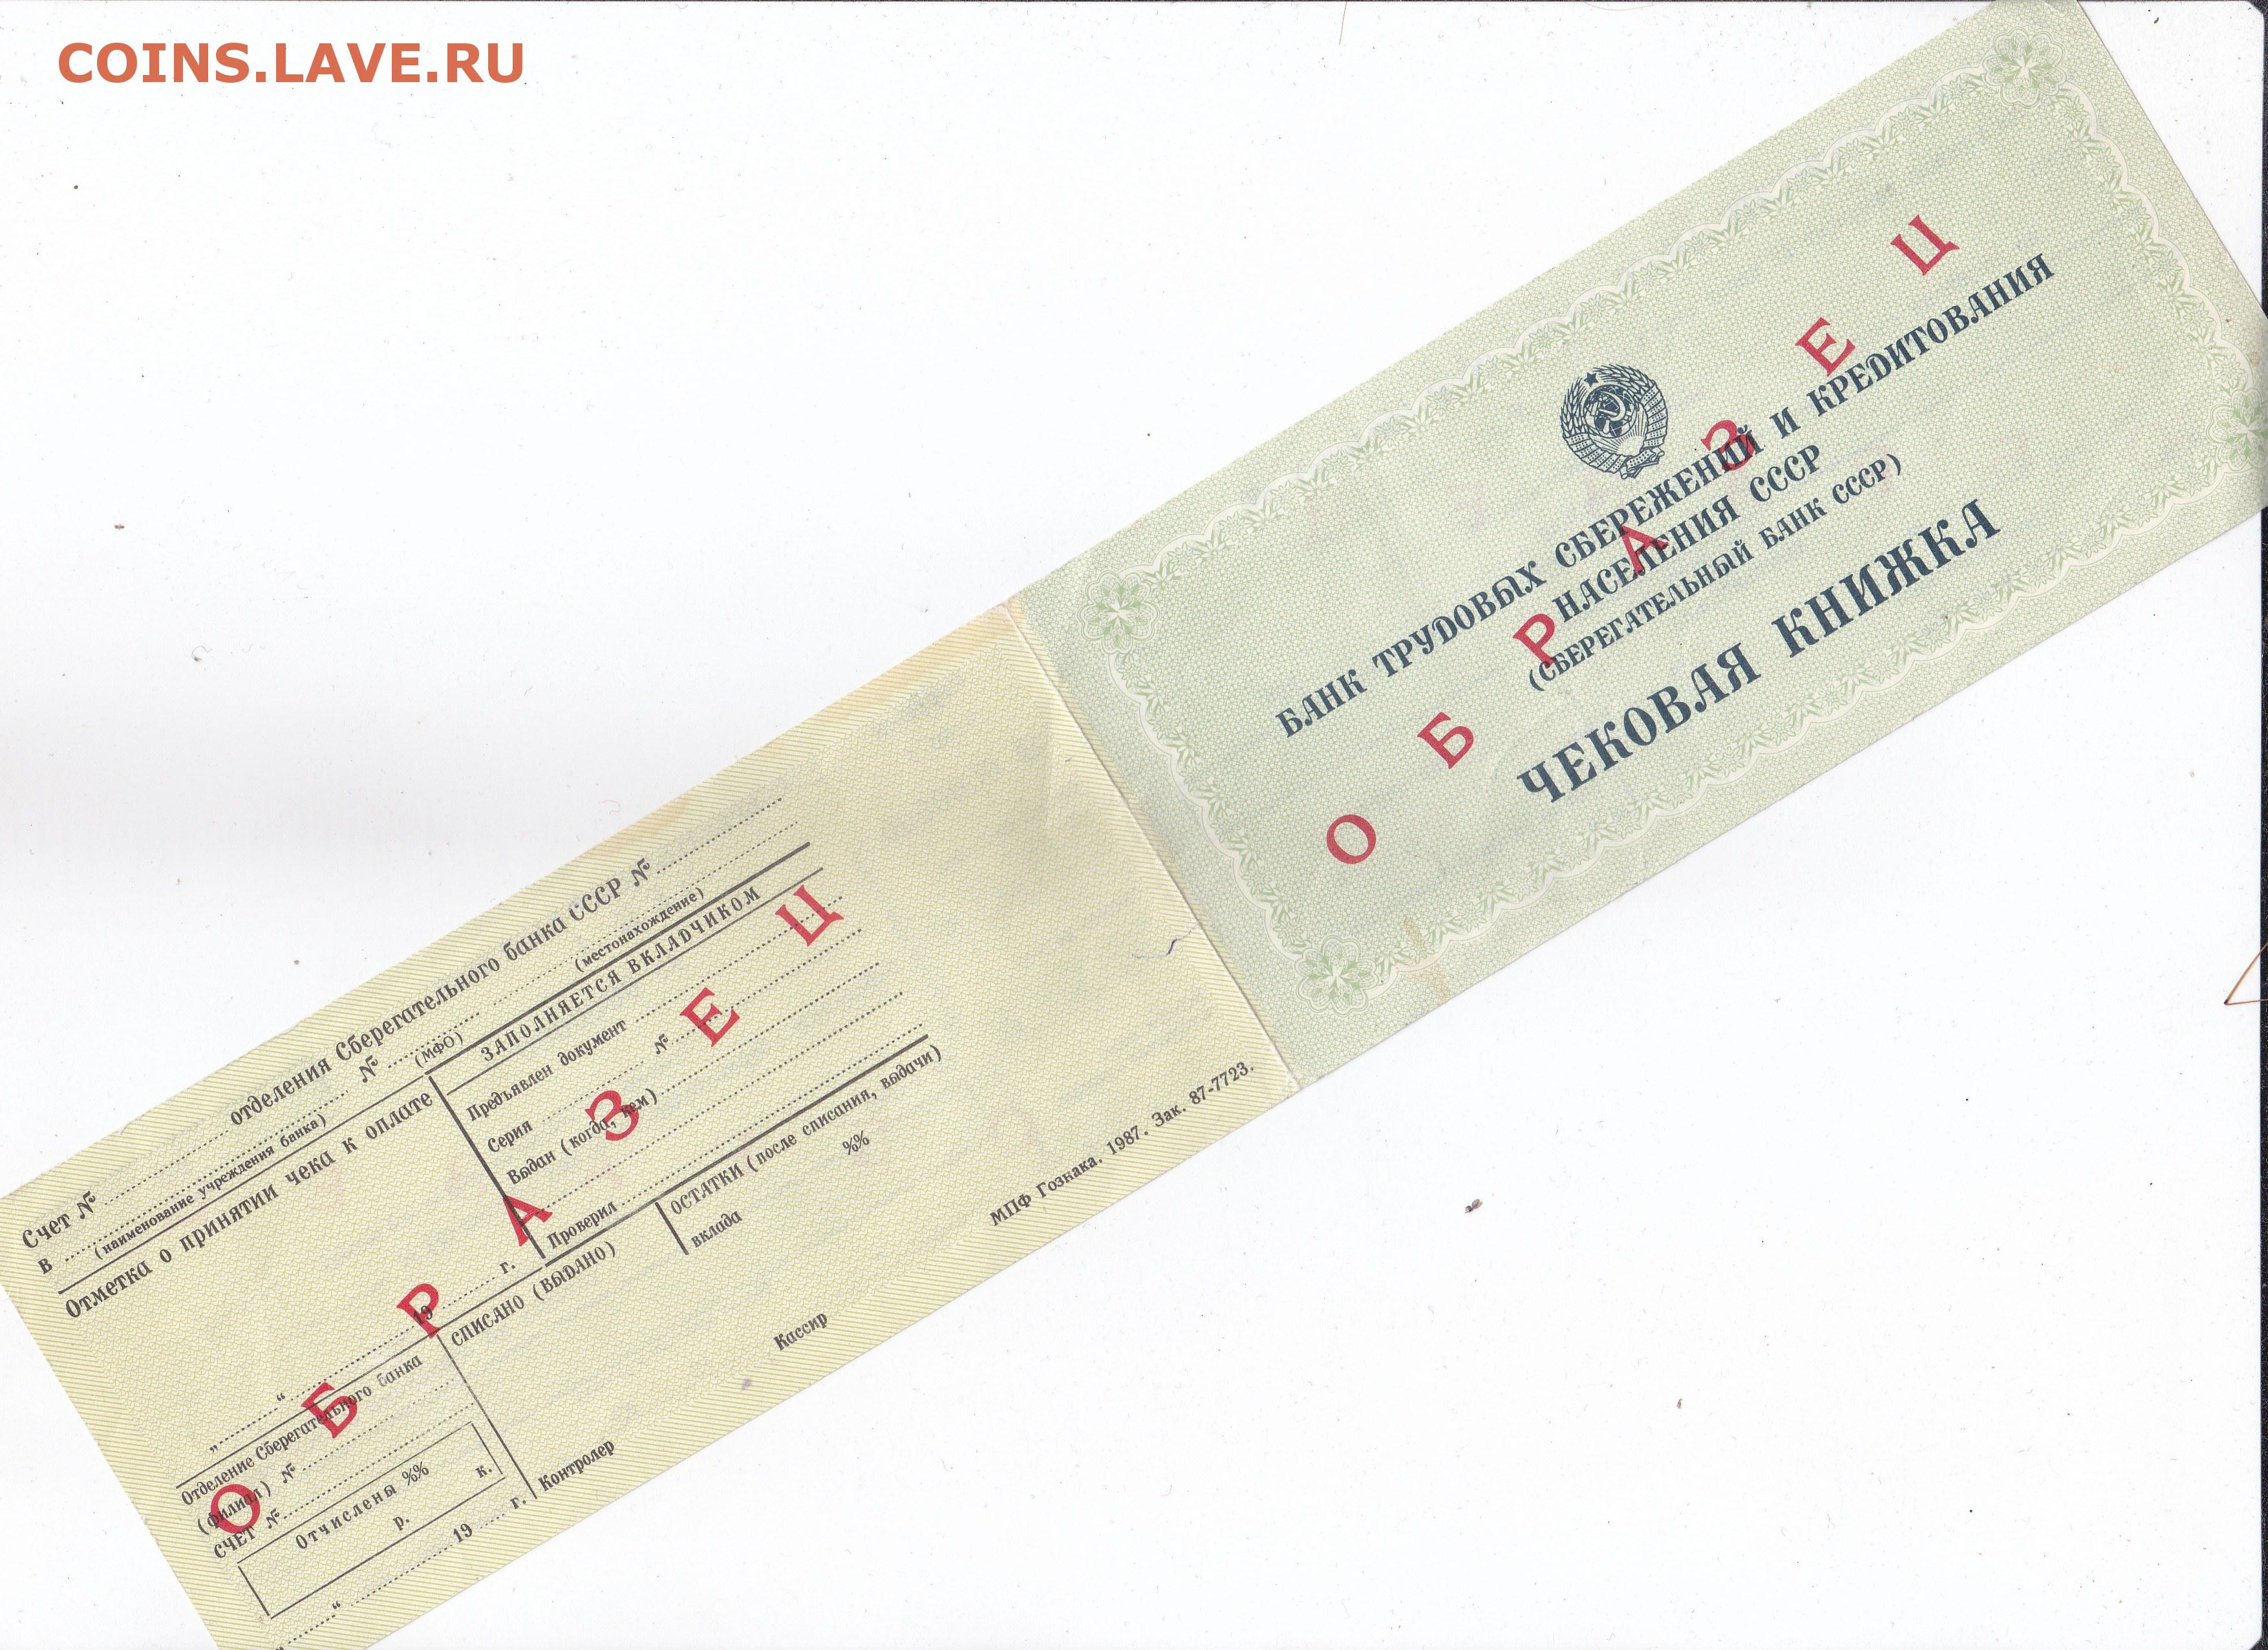 COINS.LAVE.RU
БАНК ТРУДОВЫХ СБЕРЕЖЕНИЙ И КРЕДИТОВАНИЯ
НАСЕЛЕНИЯ СССР
(СБЕРЕГАТЕЛЬНЫЙ БАНК СССР)
ЧЕКОВАЯ КНИЖКА
ОБРАЗЕЦ
Счет № отделения Сберегательного банка СССР №
в № 
(наименование учреждения банка) (МФО) (местонахождение)
Отметка о принятии чека к оплате
„ “ 19 г.
ЗАПОЛНЯЕТСЯ ВКЛАДЧИКОМ
Предъявлен документ
Серия №
Выдан (когда, кем)
Проверил
Отделение Сберегательного банка
(филиал) №
СЧЕТ №
Отчислены %%
р. к.
„ “ 19 г.
СПИСАНО (ВЫДАНО)
ОСТАТКИ (после списания, выдачи)
вклада %%
Контролер Кассир
МПФ Гознака. 1987. Зак. 87-7723.
ОБРАЗЕЦ